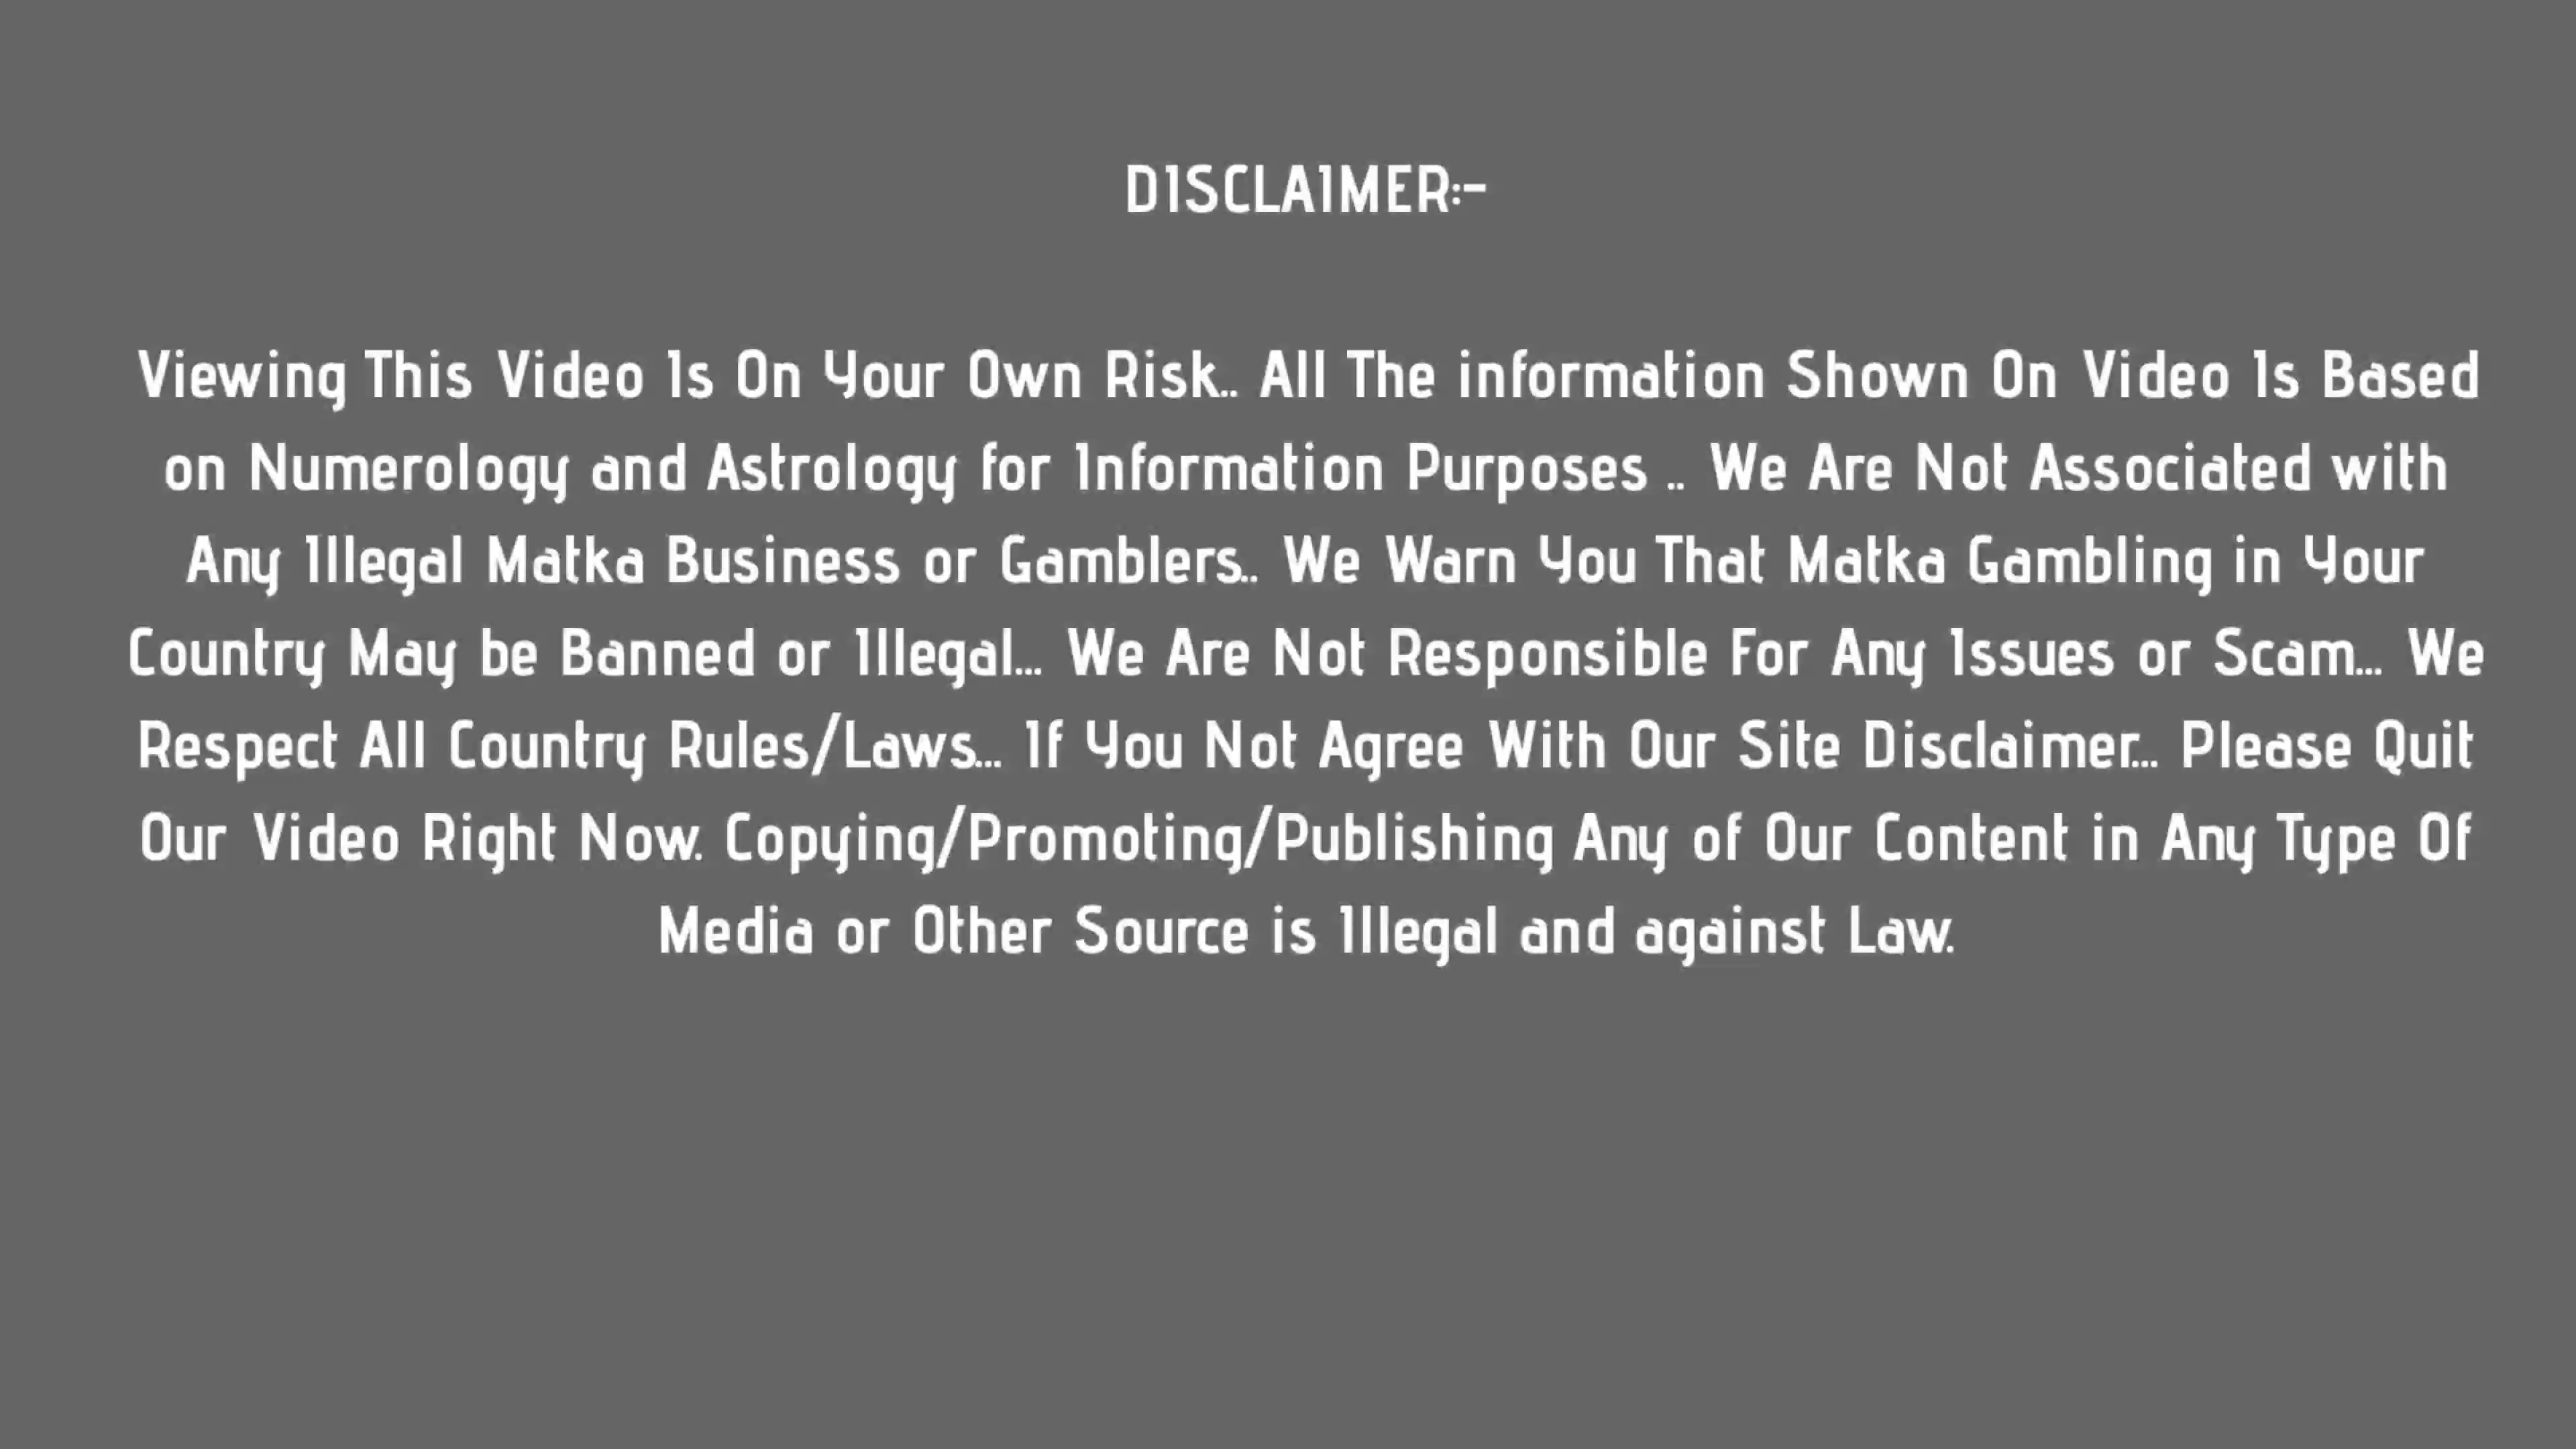 DISCLAIMER:-
Viewing This Video Is On Your Own Risk.. All The information Shown On Video Is Based
on Numerology and Astrology for Information Purposes .. We Are Not Associated with
Any Illegal Matka Business or Gamblers.. We Warn You That Matka Gambling in Your
Country May be Banned or Illegal... We Are Not Responsible For Any Issues or Scam... We
Respect All Country Rules/Laws... If You Not Agree With Our Site Disclaimer... Please Quit
Our Video Right Now. Copying/Promoting/Publishing Any of Our Content in Any Type Of
Media or Other Source is Illegal and against Law.